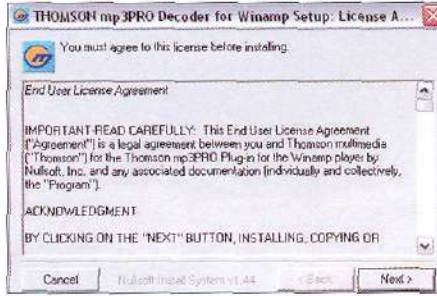 THOMSON mp3PRO Decoder for Winamp Setup: License A...
You must agree to this license before installing.
End User License Agreement
IMPORTANT-READ CAREFULLY: This End User License Agreement
("Agreement") is a legal agreement between you and Thomson multimedia
("Thomson") for the Thomson mp3PRO Plug-in for the Winamp player by
Nullsoft, Inc. and any associated documentation (individually and collectively,
the "Program").
ACKNOWLEDGMENT
BY CLICKING ON THE "NEXT" BUTTON, INSTALLING, COPYING OR
Cancel
Nullsoft Install System v1.44
< Back
Next >